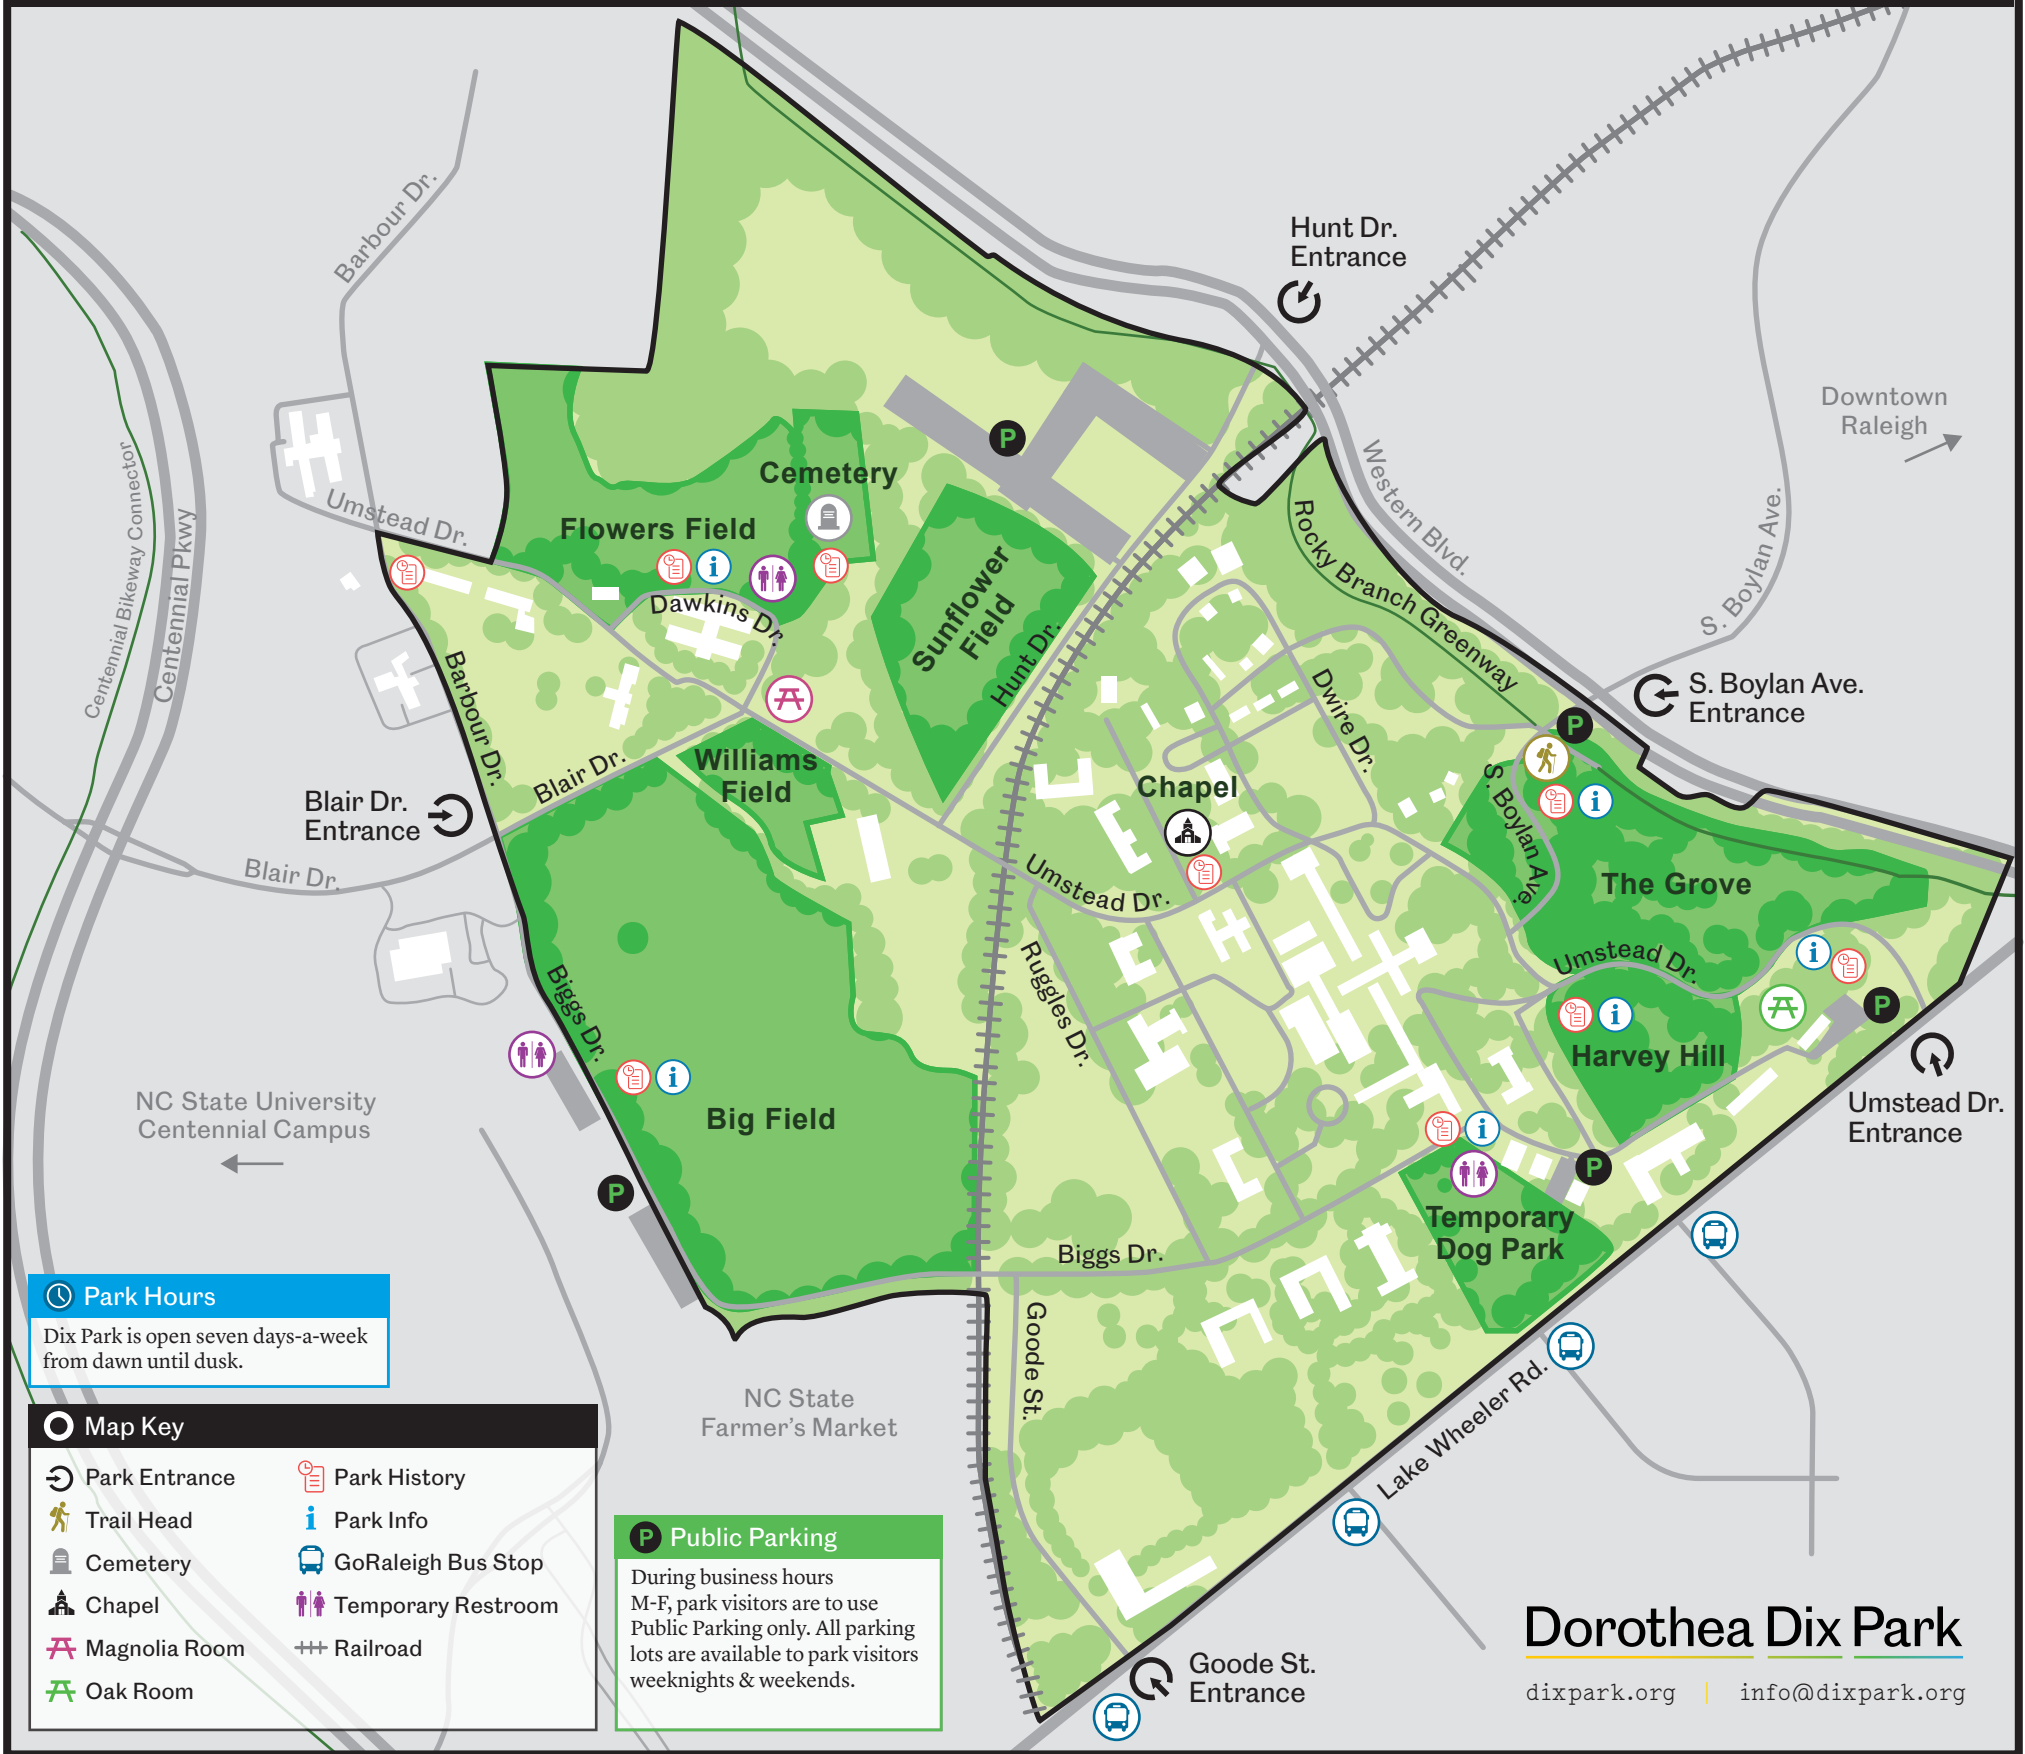 Hunt Dr.
Entrance
Barbour Dr.
Downtown
Raleigh
Western Blvd.
S. Boylan Ave.
Centennial Bikeway Connector
Centennial Pkwy
Umstead Dr.
Cemetery
Flowers Field
Dawkins Dr.
Sunflower
Field
Hunt Dr.
Rocky Branch Greenway
Dwire Dr.
S. Boylan Ave.
Entrance
P
P
Barbour Dr.
Blair Dr.
Blair Dr.
Entrance
Blair Dr.
Williams
Field
Chapel
Umstead Dr.
S. Boylan Ave.
The Grove
Umstead Dr.
Harvey Hill
P
Umstead Dr.
Entrance
Ruggles Dr.
Biggs Dr.
Big Field
NC State University
Centennial Campus
P
P
Temporary
Dog Park
Biggs Dr.
Goode St.
Lake Wheeler Rd.
NC State
Farmer's Market
Goode St.
Entrance
Park Hours
Dix Park is open seven days-a-week
from dawn until dusk.
Map Key
Park Entrance
Trail Head
Cemetery
Chapel
Magnolia Room
Oak Room
Park History
i Park Info
GoRaleigh Bus Stop
Temporary Restroom
Railroad
P Public Parking
During business hours
M-F, park visitors are to use
Public Parking only. All parking
lots are available to park visitors
weeknights & weekends.
Dorothea Dix Park
dixpark.org | info@dixpark.org